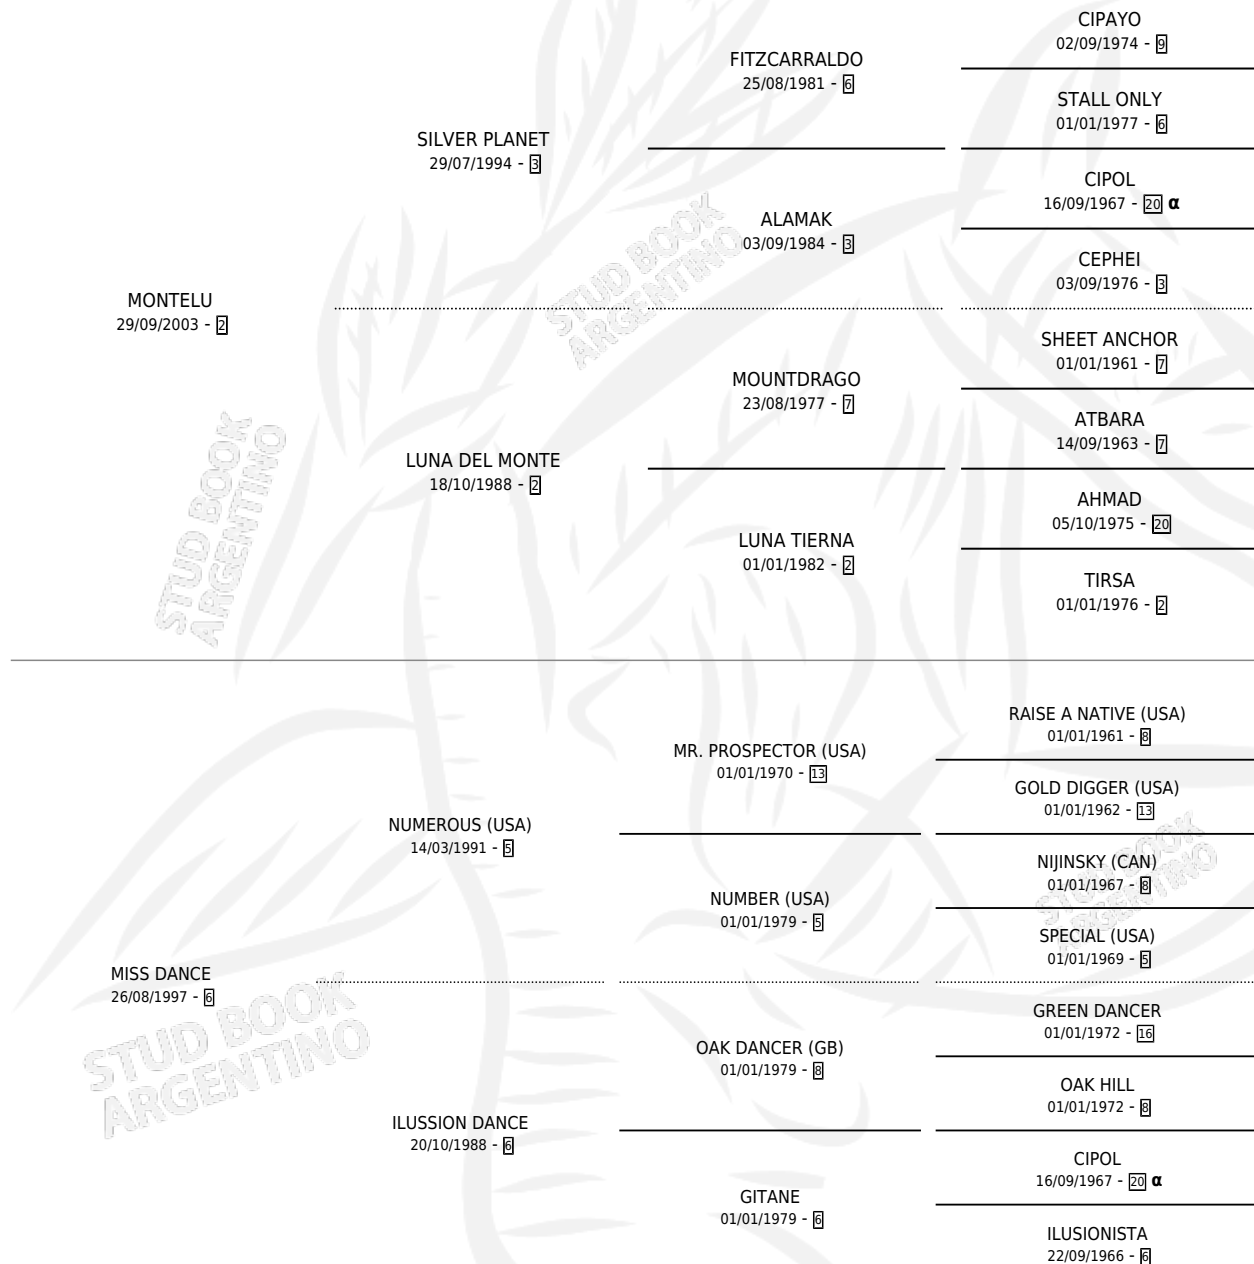 CIPAYO
02/09/1974 - 9
FITZCARRALDO
25/08/1981 - 6
STALL ONLY
01/01/1977 - 6
SILVER PLANET
29/07/1994 - 3
CIPOL
16/09/1967 - 20 α
ALAMAK
03/09/1984 - 3
CEPHEI
03/09/1976 - 3
MONTELU
29/09/2003 - 2
SHEET ANCHOR
01/01/1961 - 7
MOUNTDRAGO
23/08/1977 - 7
ATBARA
14/09/1963 - 7
LUNA DEL MONTE
18/10/1988 - 2
AHMAD
05/10/1975 - 20
LUNA TIERNA
01/01/1982 - 2
TIRSA
01/01/1976 - 2
RAISE A NATIVE (USA)
01/01/1961 - 8
MR. PROSPECTOR (USA)
01/01/1970 - 13
GOLD DIGGER (USA)
01/01/1962 - 13
NUMEROUS (USA)
14/03/1991 - 5
NIJINSKY (CAN)
01/01/1967 - 8
NUMBER (USA)
01/01/1979 - 5
SPECIAL (USA)
01/01/1969 - 5
MISS DANCE
26/08/1997 - 6
GREEN DANCER
01/01/1972 - 16
OAK DANCER (GB)
01/01/1979 - 8
OAK HILL
01/01/1972 - 8
ILUSSION DANCE
20/10/1988 - 6
CIPOL
16/09/1967 - 20 α
GITANE
01/01/1979 - 6
ILUSIONISTA
22/09/1966 - 6
STUD BOOK
ARGENTINO
STUD BOOK
ARGENTINO
STUD BOOK
ARGENTINO
STUD BOOK
ARGENTINO